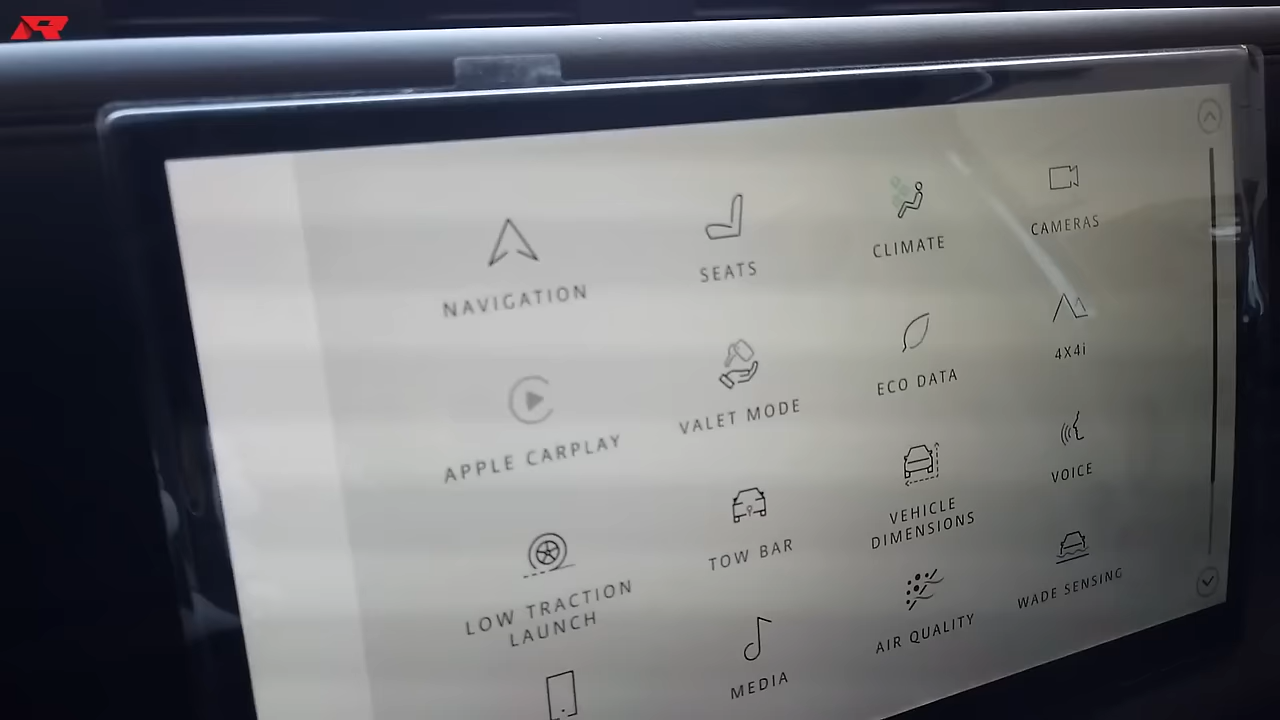 NAVIGATION
SEATS
CLIMATE
CAMERAS
APPLE CARPLAY
VALET MODE
ECO DATA
4X4i
LOW TRACTION
LAUNCH
TOW BAR
VEHICLE
DIMENSIONS
VOICE
MEDIA
AIR QUALITY
WADE SENSING